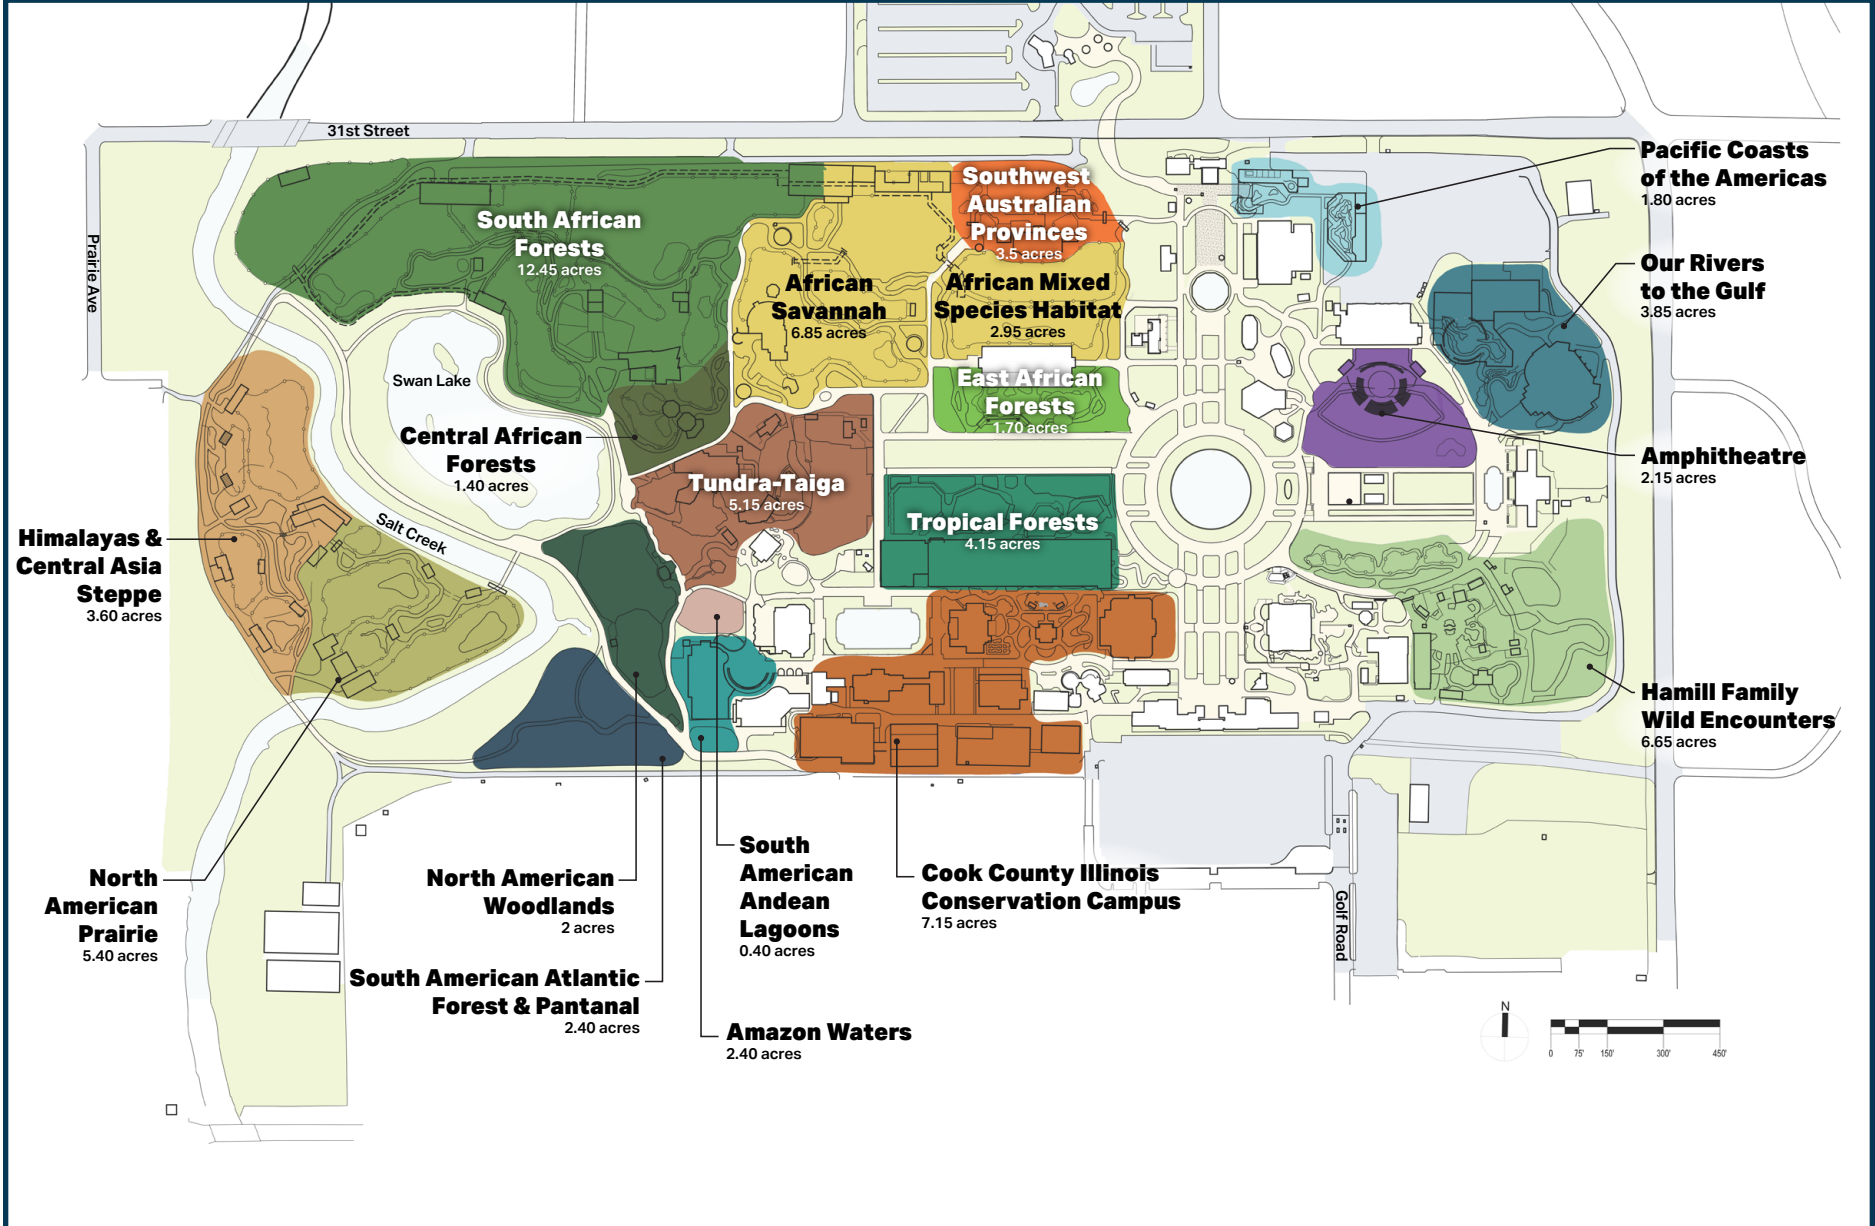 31st Street
Prairie Ave
South African
Forests
12.45 acres
Southwest
Australian
Provinces
3.5 acres
Pacific Coasts
of the Americas
1.80 acres
African
Savannah
6.85 acres
African Mixed
Species Habitat
2.95 acres
Our Rivers
to the Gulf
3.85 acres
Swan Lake
East African
Forests
1.70 acres
Central African
Forests
1.40 acres
Amphitheatre
2.15 acres
Tundra-Taiga
5.15 acres
Tropical Forests
4.15 acres
Salt Creek
Himalayas &
Central Asia
Steppe
3.60 acres
Hamill Family
Wild Encounters
6.65 acres
North
American
Prairie
5.40 acres
North American
Woodlands
2 acres
South
American
Andean
Lagoons
0.40 acres
Cook County Illinois
Conservation Campus
7.15 acres
South American Atlantic
Forest & Pantanal
2.40 acres
Amazon Waters
2.40 acres
Golf Road
N
0 75' 150' 300' 450'